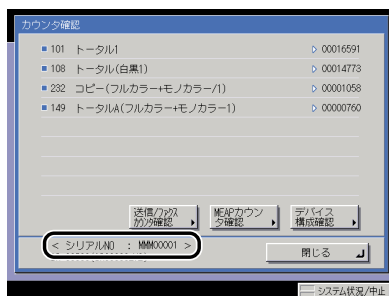 カウンタ確認
■ 101 トータル1 ▷ 00016591
■ 108 トータル(白黒1) ▷ 00014773
■ 232 コピー(フルカラー+モノカラー/1) ▷ 00001058
■ 149 トータルA(フルカラー+モノカラー1) ▷ 00000760
送信/ファクス
カウンタ確認
MEAPカウン
タ確認
デバイス
構成確認
< シリアルNO : MMM00001 >
閉じる
システム状況/中止